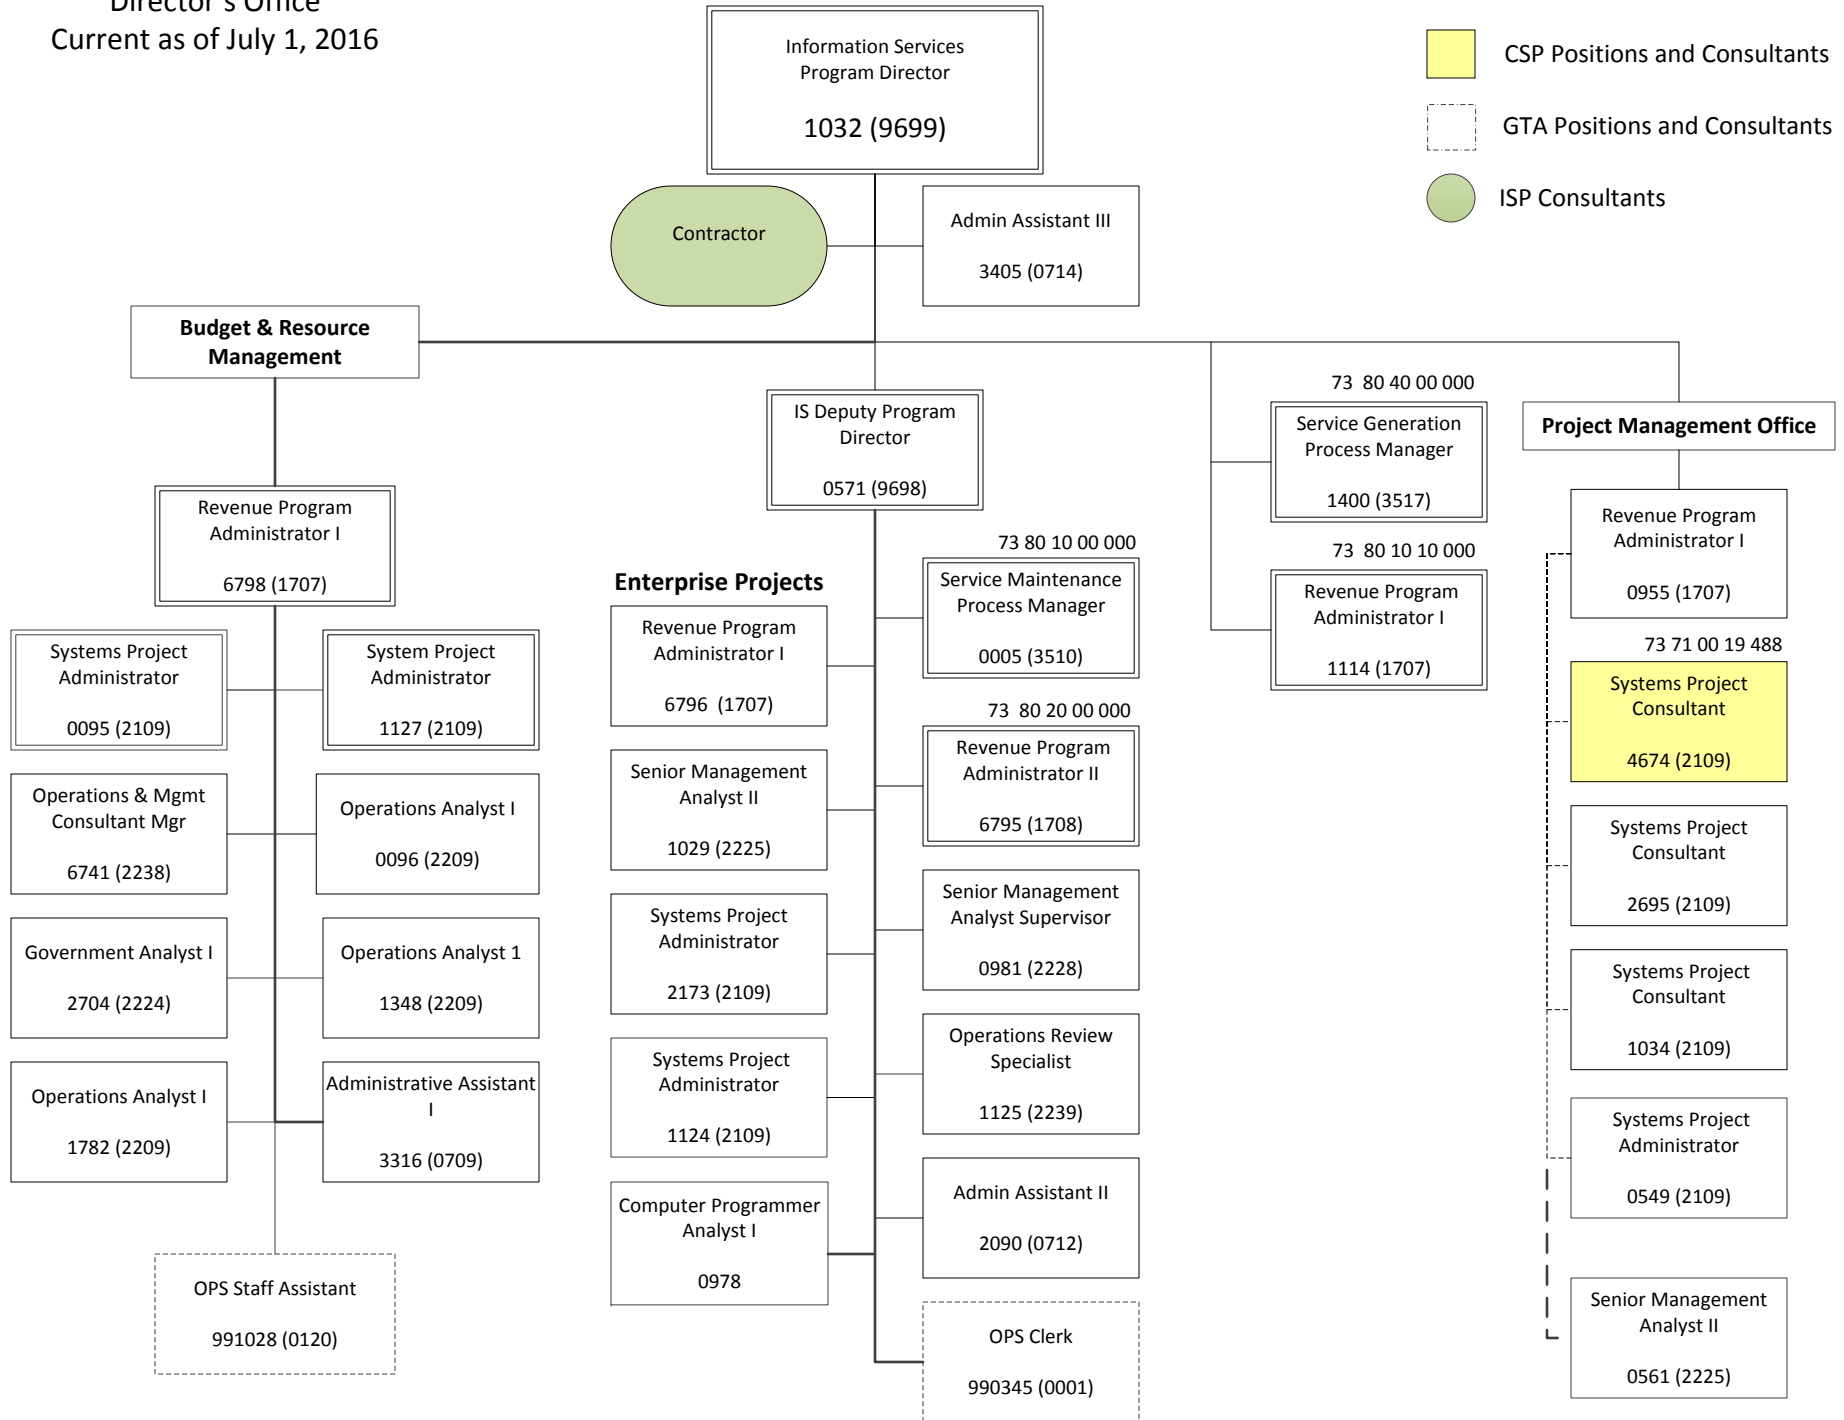 Director's Office
Current as of July 1, 2016
Information Services
Program Director
1032 (9699)
CSP Positions and Consultants
GTA Positions and Consultants
ISP Consultants
Contractor
Admin Assistant III
3405 (0714)
Budget & Resource
Management
Revenue Program
Administrator I
6798 (1707)
Systems Project
Administrator
0095 (2109)
System Project
Administrator
1127 (2109)
Operations & Mgmt
Consultant Mgr
6741 (2238)
Operations Analyst I
0096 (2209)
Government Analyst I
2704 (2224)
Operations Analyst 1
1348 (2209)
Operations Analyst I
1782 (2209)
Administrative Assistant
I
3316 (0709)
OPS Staff Assistant
991028 (0120)
IS Deputy Program
Director
0571 (9698)
Enterprise Projects
Revenue Program
Administrator I
6796 (1707)
Senior Management
Analyst II
1029 (2225)
Systems Project
Administrator
2173 (2109)
Systems Project
Administrator
1124 (2109)
Computer Programmer
Analyst I
0978
73 80 10 00 000
Service Maintenance
Process Manager
0005 (3510)
73 80 20 00 000
Revenue Program
Administrator II
6795 (1708)
Senior Management
Analyst Supervisor
0981 (2228)
Operations Review
Specialist
1125 (2239)
Admin Assistant II
2090 (0712)
OPS Clerk
990345 (0001)
73 80 40 00 000
Service Generation
Process Manager
1400 (3517)
73 80 10 10 000
Revenue Program
Administrator I
1114 (1707)
Project Management Office
Revenue Program
Administrator I
0955 (1707)
73 71 00 19 488
Systems Project
Consultant
4674 (2109)
Systems Project
Consultant
2695 (2109)
Systems Project
Consultant
1034 (2109)
Systems Project
Administrator
0549 (2109)
Senior Management
Analyst II
0561 (2225)